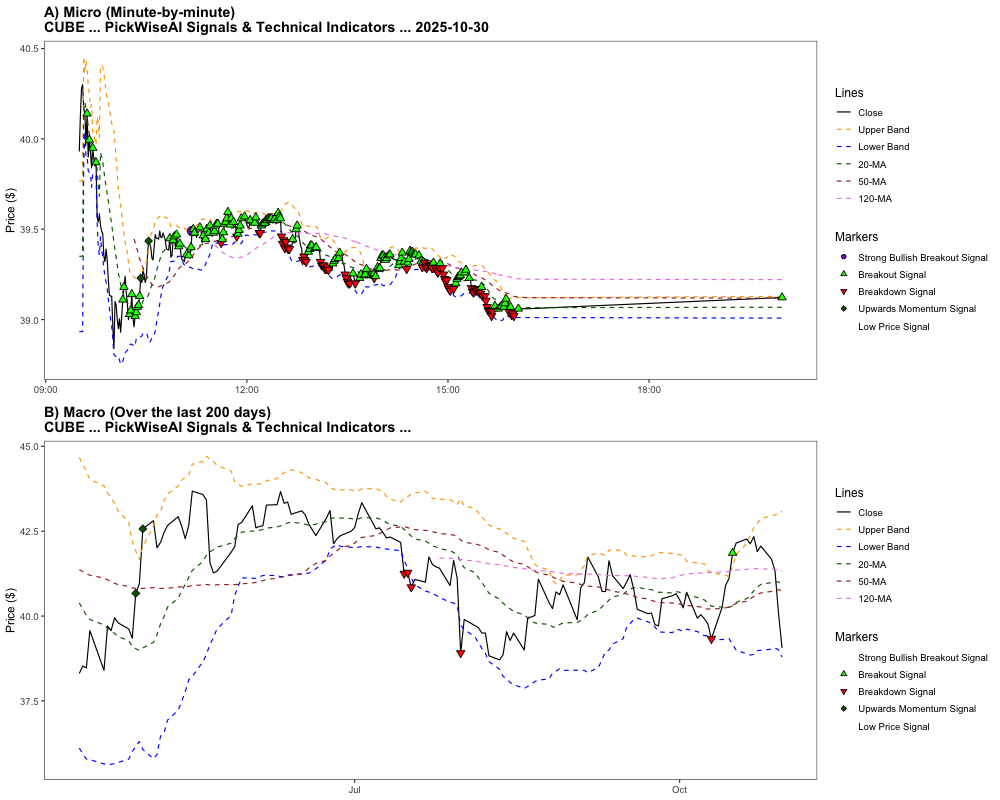 A) Micro (Minute-by-minute)
CUBE ... PickWiseAI Signals & Technical Indicators ... 2025-10-30
Price ($)
40.5
40.0
39.5
39.0
09:00
12:00
15:00
18:00
Lines
Close
Upper Band
Lower Band
20-MA
50-MA
120-MA
Markers
Strong Bullish Breakout Signal
Breakout Signal
Breakdown Signal
Upwards Momentum Signal
Low Price Signal
B) Macro (Over the last 200 days)
CUBE ... PickWiseAI Signals & Technical Indicators ...
Price ($)
45.0
42.5
40.0
37.5
Jul
Oct
Lines
Close
Upper Band
Lower Band
20-MA
50-MA
120-MA
Markers
Strong Bullish Breakout Signal
Breakout Signal
Breakdown Signal
Upwards Momentum Signal
Low Price Signal